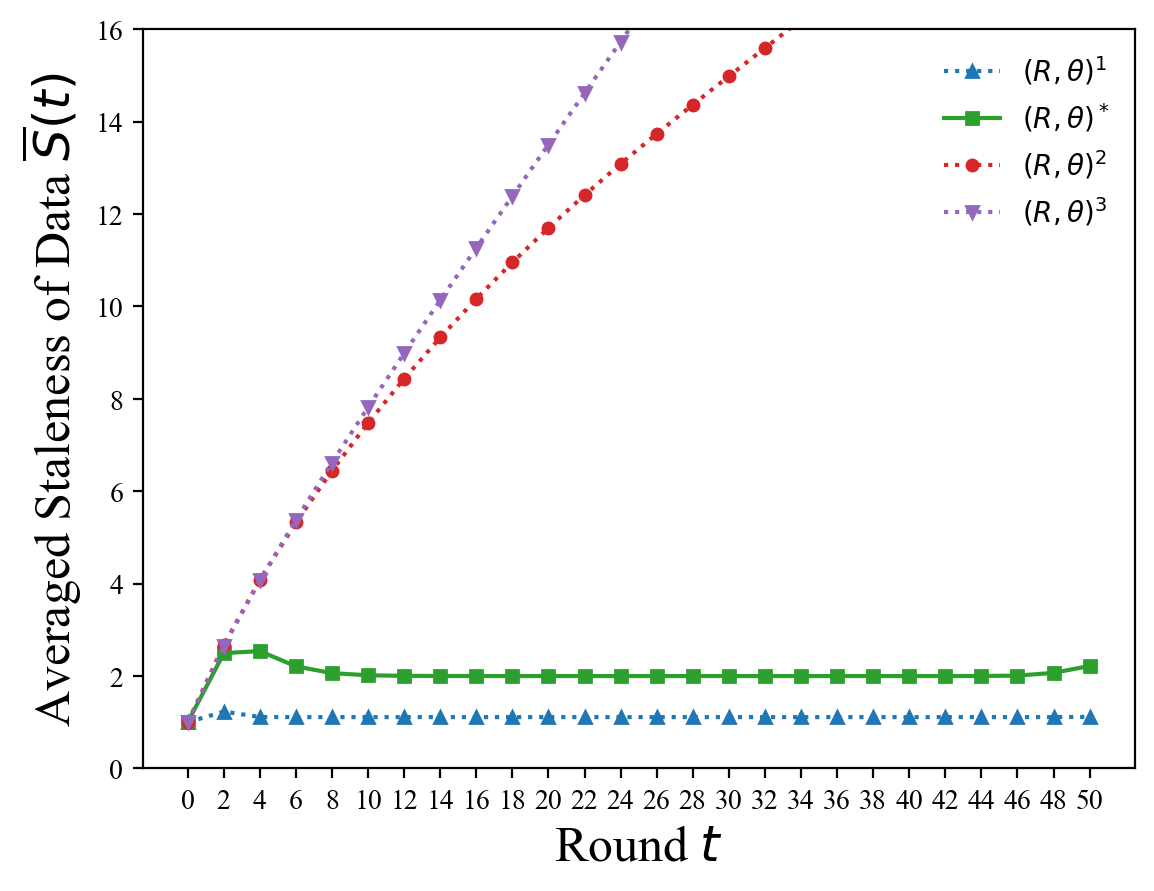 Averaged Staleness of Data S̅(t)
16
14
12
10
8
6
4
2
0
(R, θ)¹
(R, θ)*
(R, θ)²
(R, θ)³
0 2 4 6 8 10 12 14 16 18 20 22 24 26 28 30 32 34 36 38 40 42 44 46 48 50
Round t